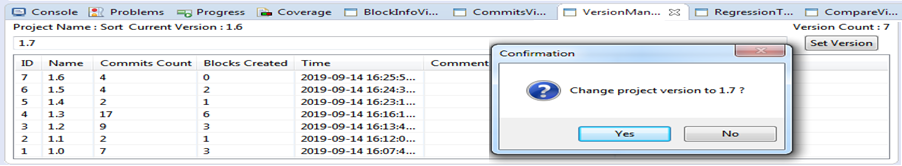 Console Problems Progress Coverage BlockInfoVi... CommitsVi... VersionMan... RegressionT... CompareVi...
Project Name : Sort Current Version : 1.6 Version Count : 7
1.7 Set Version
ID Name Commits Count Blocks Created Time Comment
7 1.6 4 0 2019-09-14 16:25:5...
6 1.5 4 2 2019-09-14 16:24:3...
5 1.4 2 1 2019-09-14 16:23:1...
4 1.3 17 6 2019-09-14 16:16:1...
3 1.2 9 3 2019-09-14 16:13:4...
2 1.1 2 1 2019-09-14 16:12:0...
1 1.0 7 3 2019-09-14 16:07:4...
Confirmation
Change project version to 1.7 ?
Yes No